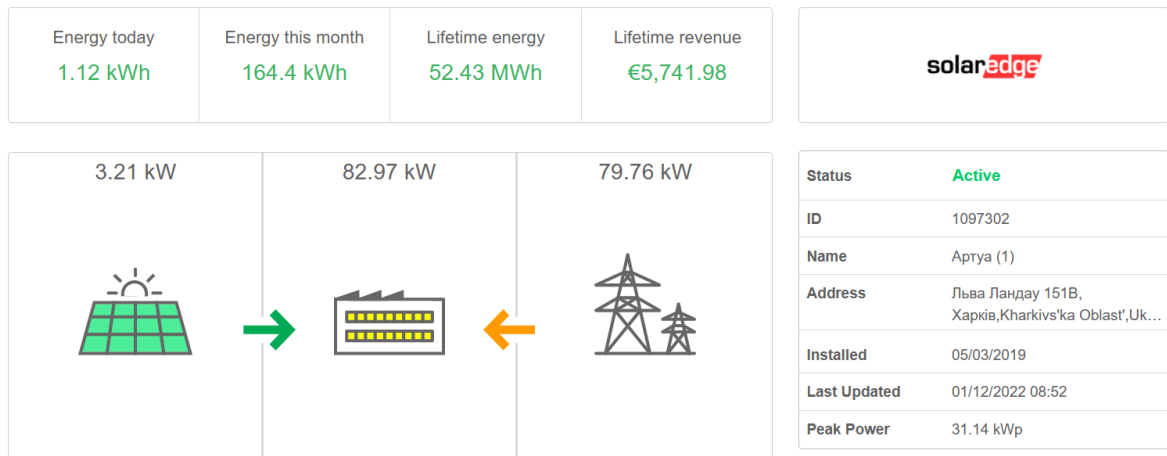 Energy today
1.12 kWh
Energy this month
164.4 kWh
Lifetime energy
52.43 MWh
Lifetime revenue
€5,741.98
solaredge
3.21 kW
82.97 kW
79.76 kW
Status Active
ID 1097302
Name Артуа (1)
Address Льва Ландау 151В,
Харків,Kharkivs'ka Oblast',Uk...
Installed 05/03/2019
Last Updated 01/12/2022 08:52
Peak Power 31.14 kWp